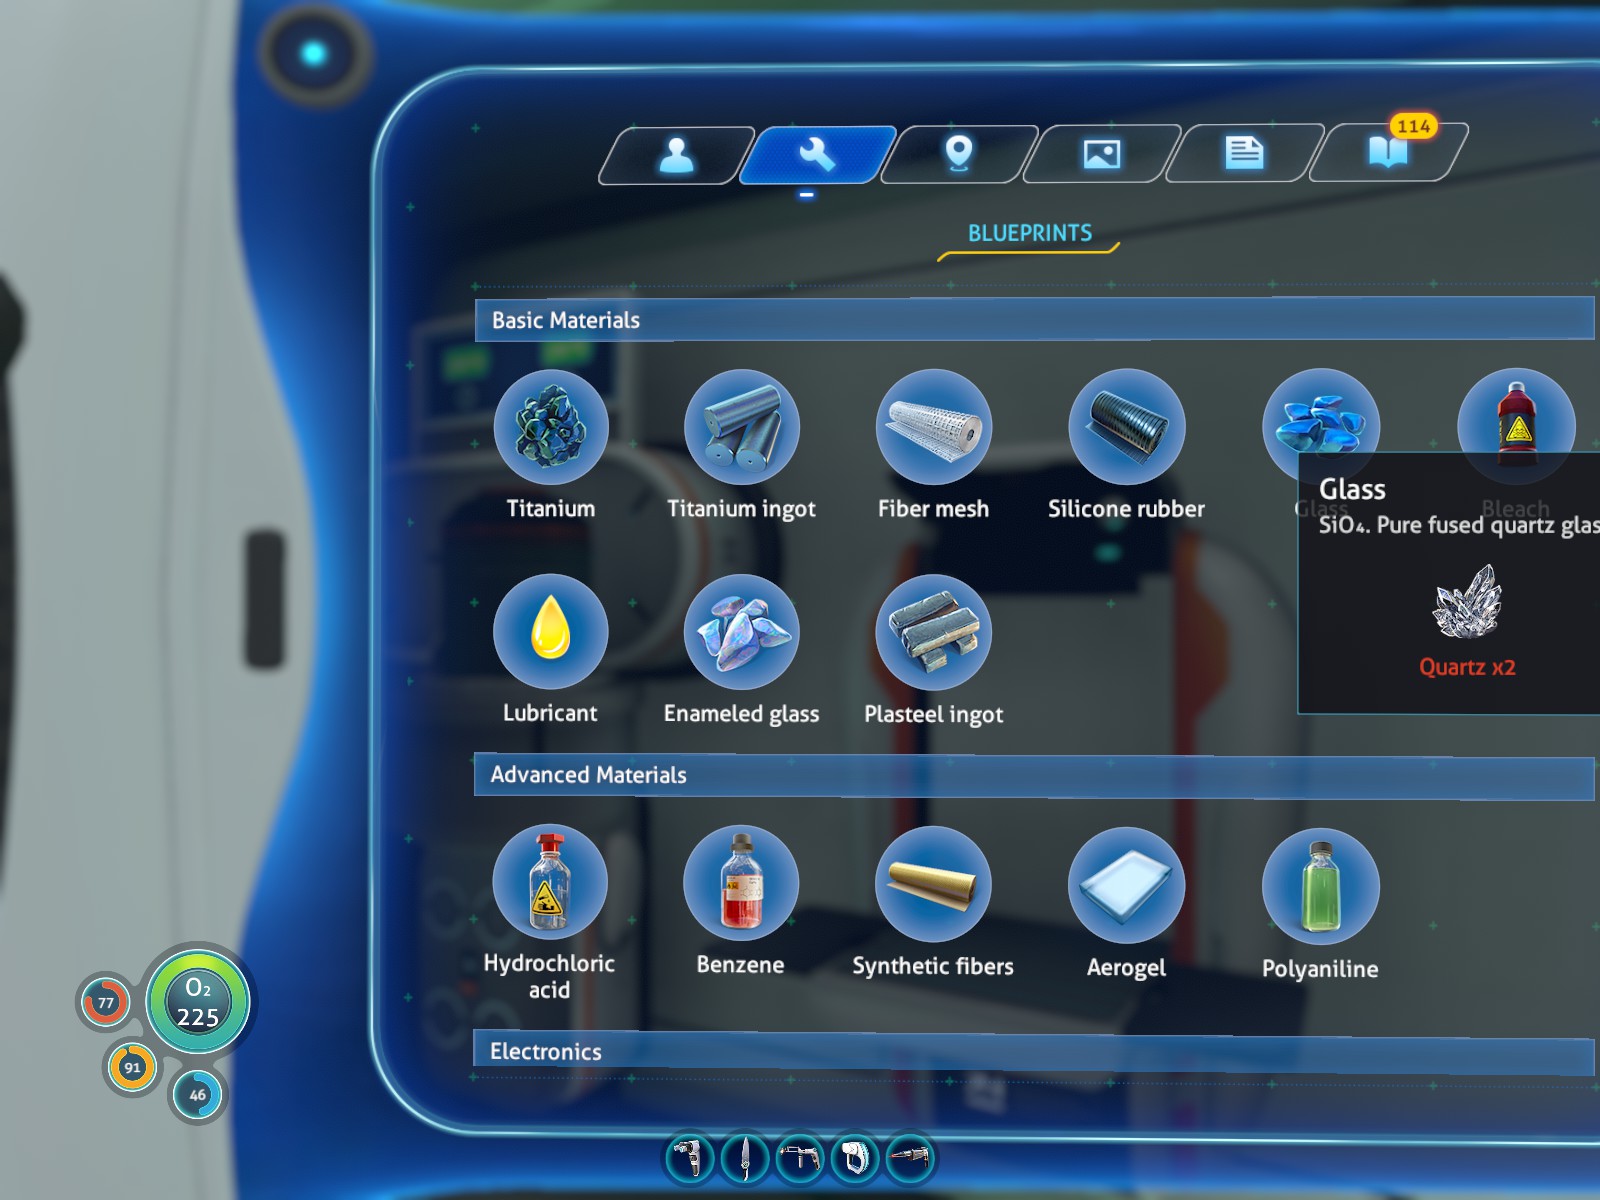 114
BLUEPRINTS
Basic Materials
Titanium
Titanium ingot
Fiber mesh
Silicone rubber
Glass
Bleach
Glass
SiO₄. Pure fused quartz glas
Quartz x2
Lubricant
Enameled glass
Plasteel ingot
Advanced Materials
Hydrochloric
acid
Benzene
Synthetic fibers
Aerogel
Polyaniline
Electronics
O₂
225
77
91
46